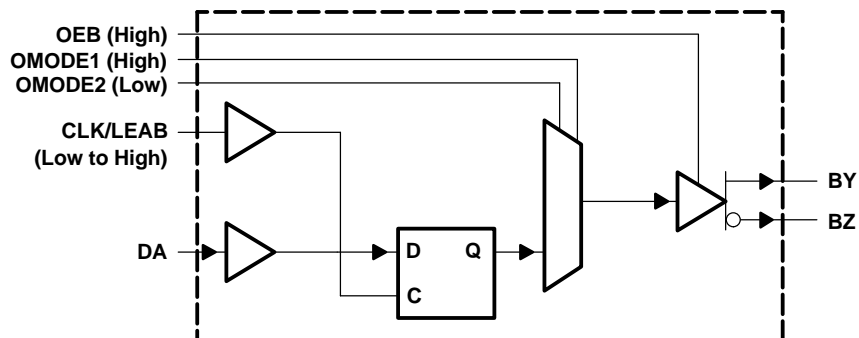 OEB (High)
OMODE1 (High)
OMODE2 (Low)
CLK/LEAB
(Low to High)
BY
BZ
DA
D
Q
C